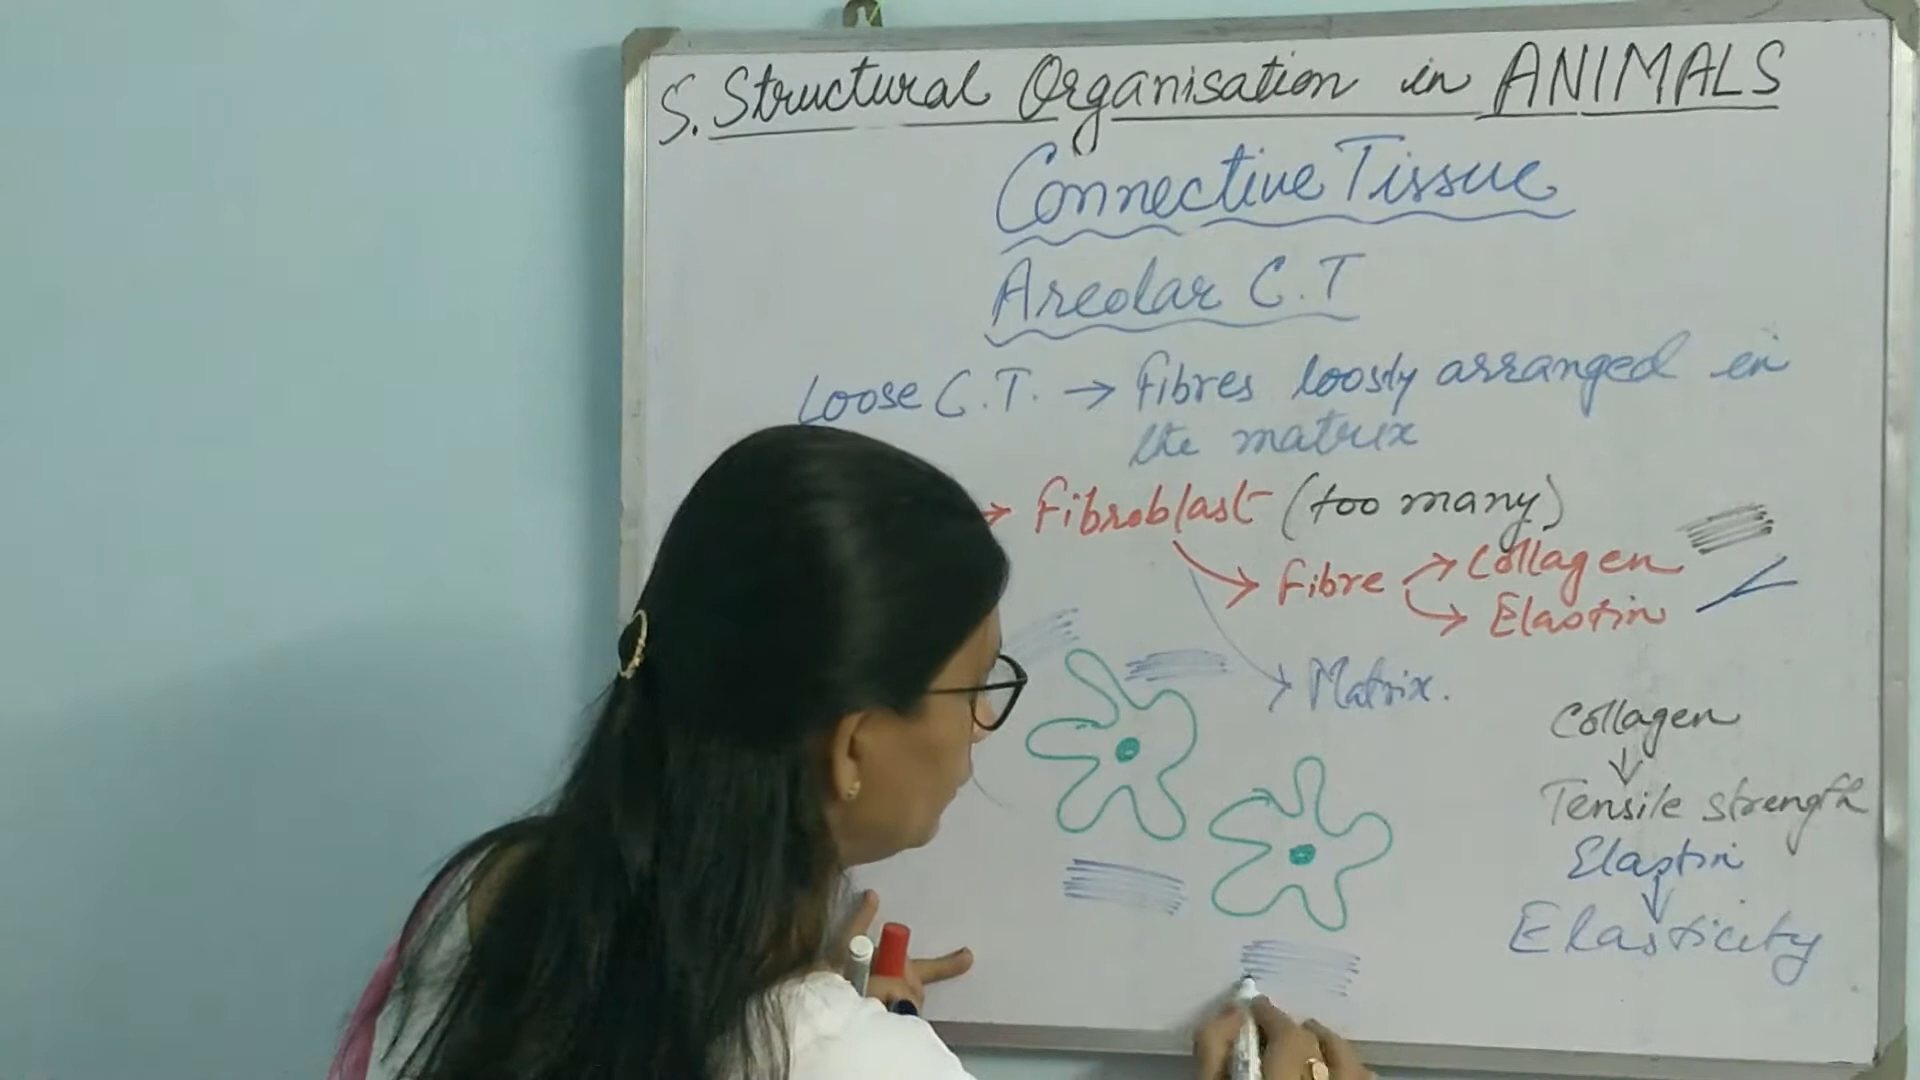 5. Structural Organisation in ANIMALS
Connective Tissue
Areolar C.T
Loose C.T. → Fibres loosly arranged in
the matrix
→ Fibroblast (too many)
→ Fibre → Collagen
→ Elastin
→ Matrix.
Collagen
↓
Tensile strength
Elastin
↓
Elasticity